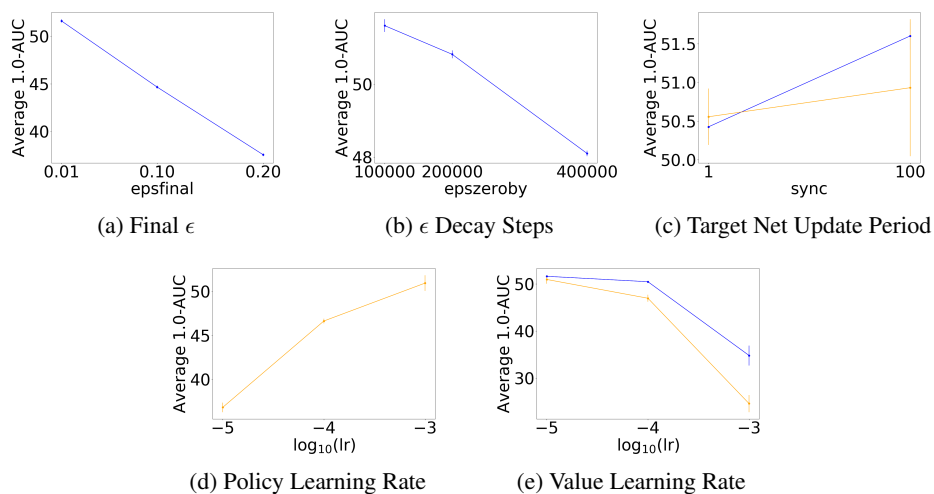 Average 1.0-AUC
50
45
40
0.01 0.10 0.20
epsfinal
(a) Final ϵ
Average 1.0-AUC
50
48
100000 200000 400000
epszeroby
(b) ϵ Decay Steps
Average 1.0-AUC
51.5
51.0
50.5
50.0
1 100
sync
(c) Target Net Update Period
Average 1.0-AUC
50
45
40
−5 −4 −3
log₁₀(lr)
(d) Policy Learning Rate
Average 1.0-AUC
50
40
30
−5 −4 −3
log₁₀(lr)
(e) Value Learning Rate